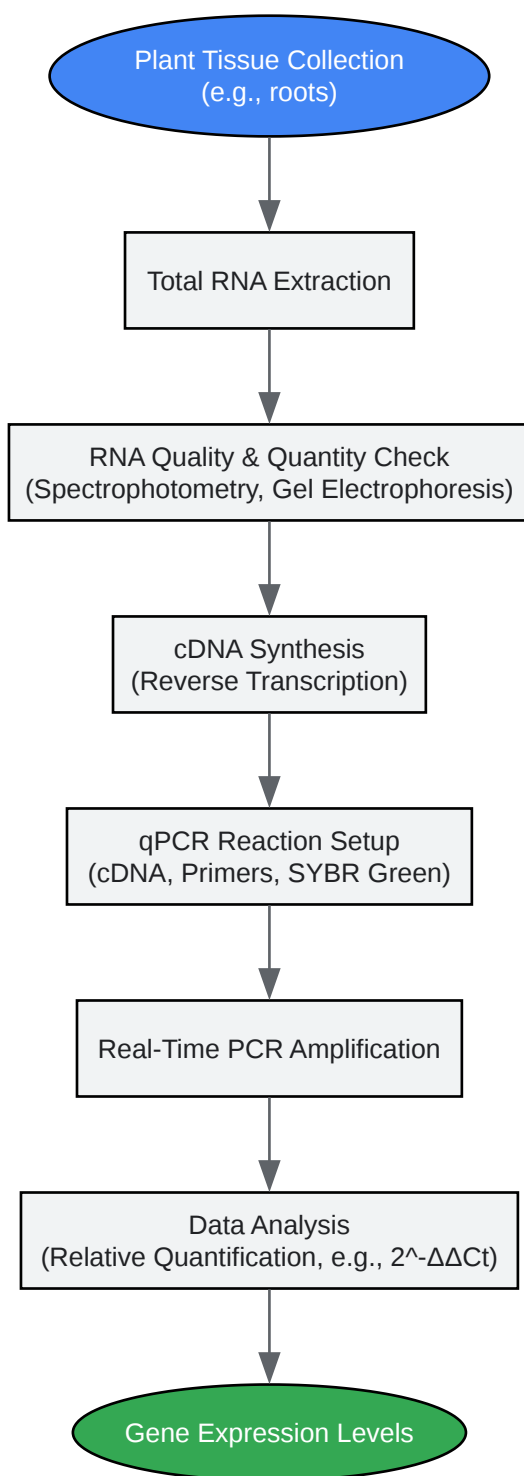 Plant Tissue Collection
(e.g., roots)
Total RNA Extraction
RNA Quality & Quantity Check
(Spectrophotometry, Gel Electrophoresis)
cDNA Synthesis
(Reverse Transcription)
qPCR Reaction Setup
(cDNA, Primers, SYBR Green)
Real-Time PCR Amplification
Data Analysis
(Relative Quantification, e.g., 2^-ΔΔCt)
Gene Expression Levels